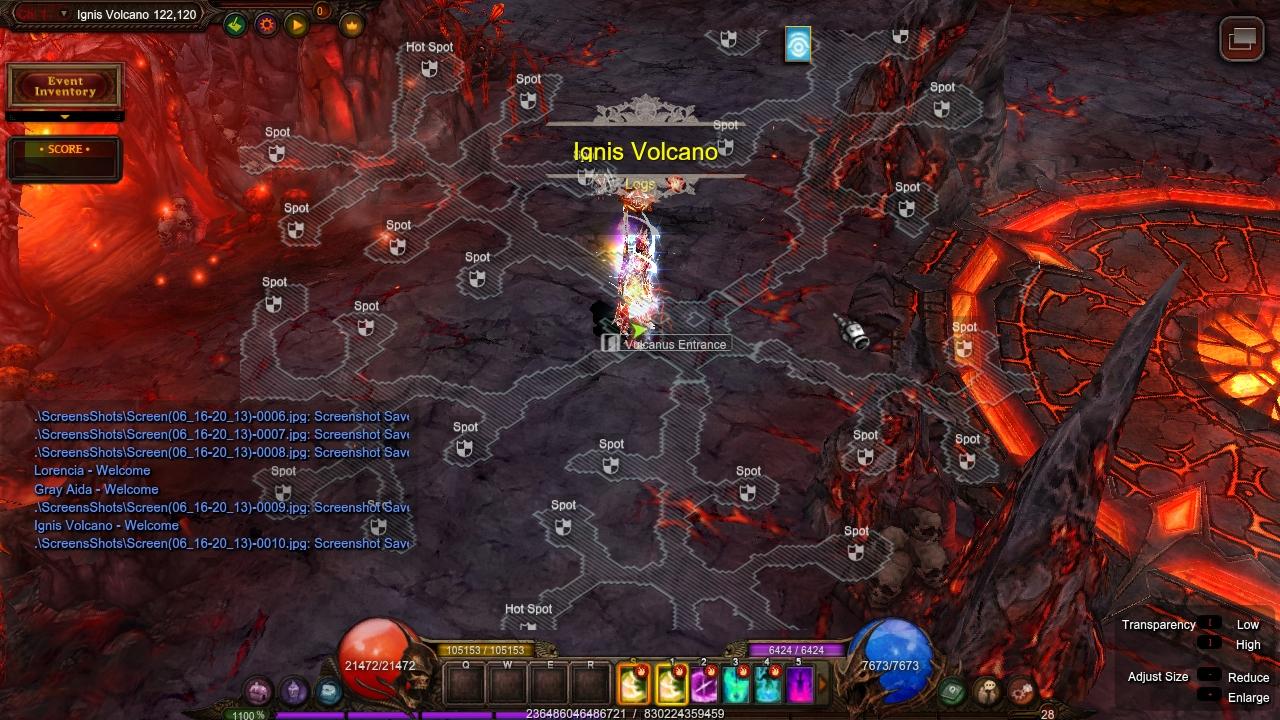 Ignis Volcano 122,120
0
Hot Spot
Event
Inventory
Spot
Spot
• SCORE •
Spot
Spot
Ignis Volcano
Logs
Spot
Spot
Spot
Spot
Spot
Spot
Spot
Vulcanus Entrance
Spot
.\ScreensShots\Screen(06_16-20_13)-0006.jpg: Screenshot Save
.\ScreensShots\Screen(06_16-20_13)-0007.jpg: Screenshot Save
.\ScreensShots\Screen(06_16-20_13)-0008.jpg: Screenshot Save
Lorencia - Welcome
Gray Aida - Welcome
.\ScreensShots\Screen(06_16-20_13)-0009.jpg: Screenshot Save
Ignis Volcano - Welcome
.\ScreensShots\Screen(06_16-20_13)-0010.jpg: Screenshot Save
Spot
Spot
Spot
Spot
Spot
Spot
Spot
Spot
Spot
Hot Spot
Transparency
Low
High
Adjust Size
Reduce
Enlarge
105153 / 105153
6424 / 6424
21472/21472
Q W E R
1 2 3 4 5
7673/7673
1100 %
236486046486721 / 830224359459
28